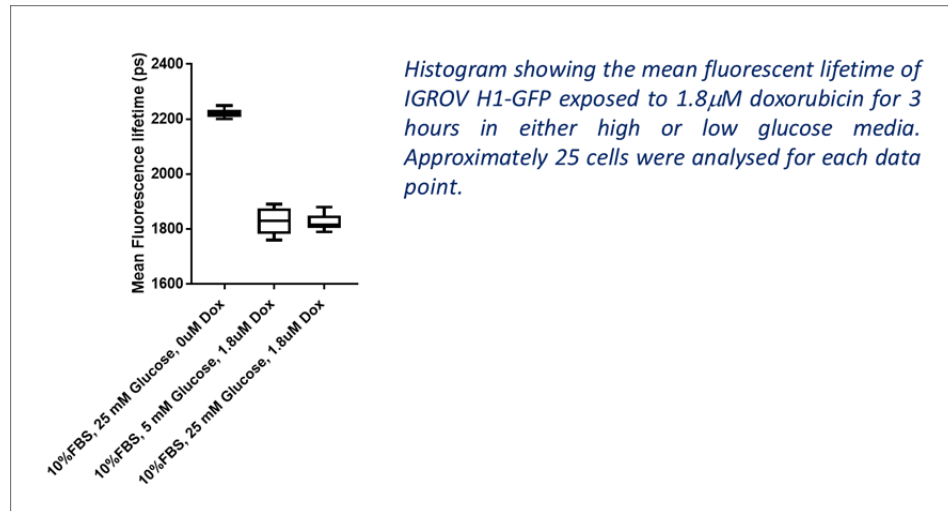 2400
2200
2000
1800
1600
Mean Fluorescence lifetime (ps)
10%FBS, 25 mM Glucose, 0uM Dox
10%FBS, 5 mM Glucose, 1.8uM Dox
10%FBS, 25 mM Glucose, 1.8uM Dox
Histogram showing the mean fluorescent lifetime of
IGROV H1-GFP exposed to 1.8μM doxorubicin for 3
hours in either high or low glucose media.
Approximately 25 cells were analysed for each data
point.